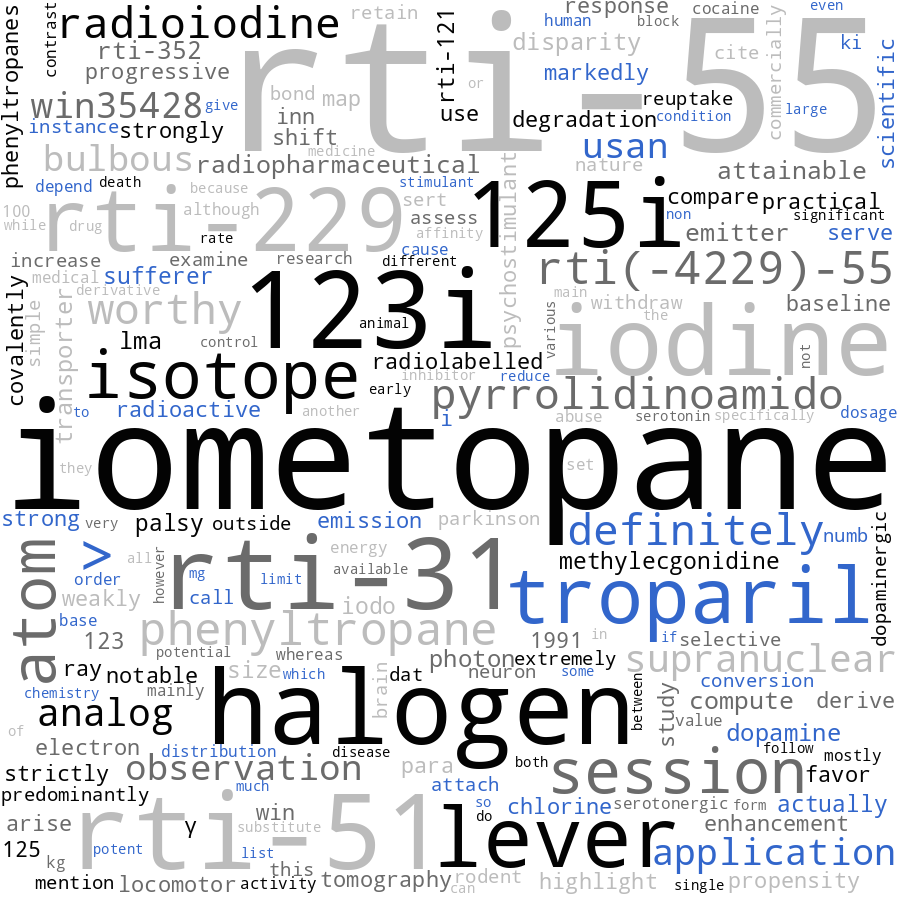 phenyltropanes
contrast
radioiodine
retain
rti-55
response
cocaine
even
human
block
rti-352
progressive
rti-121
disparity
cite
commercially
ki
scientific
win35428
give
bond
map
or
markedly
reuptake
large
instance
strongly
inn
shift
use
degradation
condition
medicine
usan
bulbous
radiopharmaceutical
nature
attainable
depend
death
because
stimulant
psychostimulant
125i
compare
practical
100
while
drug
rti-229
although
sert
assess
affinity
non
significant
rate
emitter
serve
increase
examine
research
cause
different
rti(-4229)-55
medical
sufferer
derivative
123i
main
withdraw
baseline
covalently
simple
transporter
worthy
animal
various
the
iodine
lma
control
not
isotope
radiolabelled
inhibitor
reduce
early
pyrrolidinoamido
to
radioactive
another
i
abuse
serotonin
specifically
dosage
iometopane
they
set
strong
very
palsy
outside
emission
parkinson
definitely
numb
dopaminergic
atom
>
all
however
rti-31
energy
available
methylecgonidine
order
mg
limit
troparil
weakly
call
iodo
base
123
phenyltropane
1991
in
if
selective
potential
whereas
photon
extremely
supranuclear
ray
notable
size
which
brain
dat
neuron
some
conversion
chemistry
mainly
halogen
between
study
compute
derive
analog
value
of
electron
distribution
disease
dopamine
follow
mostly
strictly
observation
para
both
session
favor
predominantly
much
attach
so
do
chlorine
serotonergic
form
actually
arise
rti-51
γ
win
substitute
lever
enhancement
125
kg
potent
list
this
application
mention
locomotor
activity
tomography
rodent
can
highlight
single
propensity